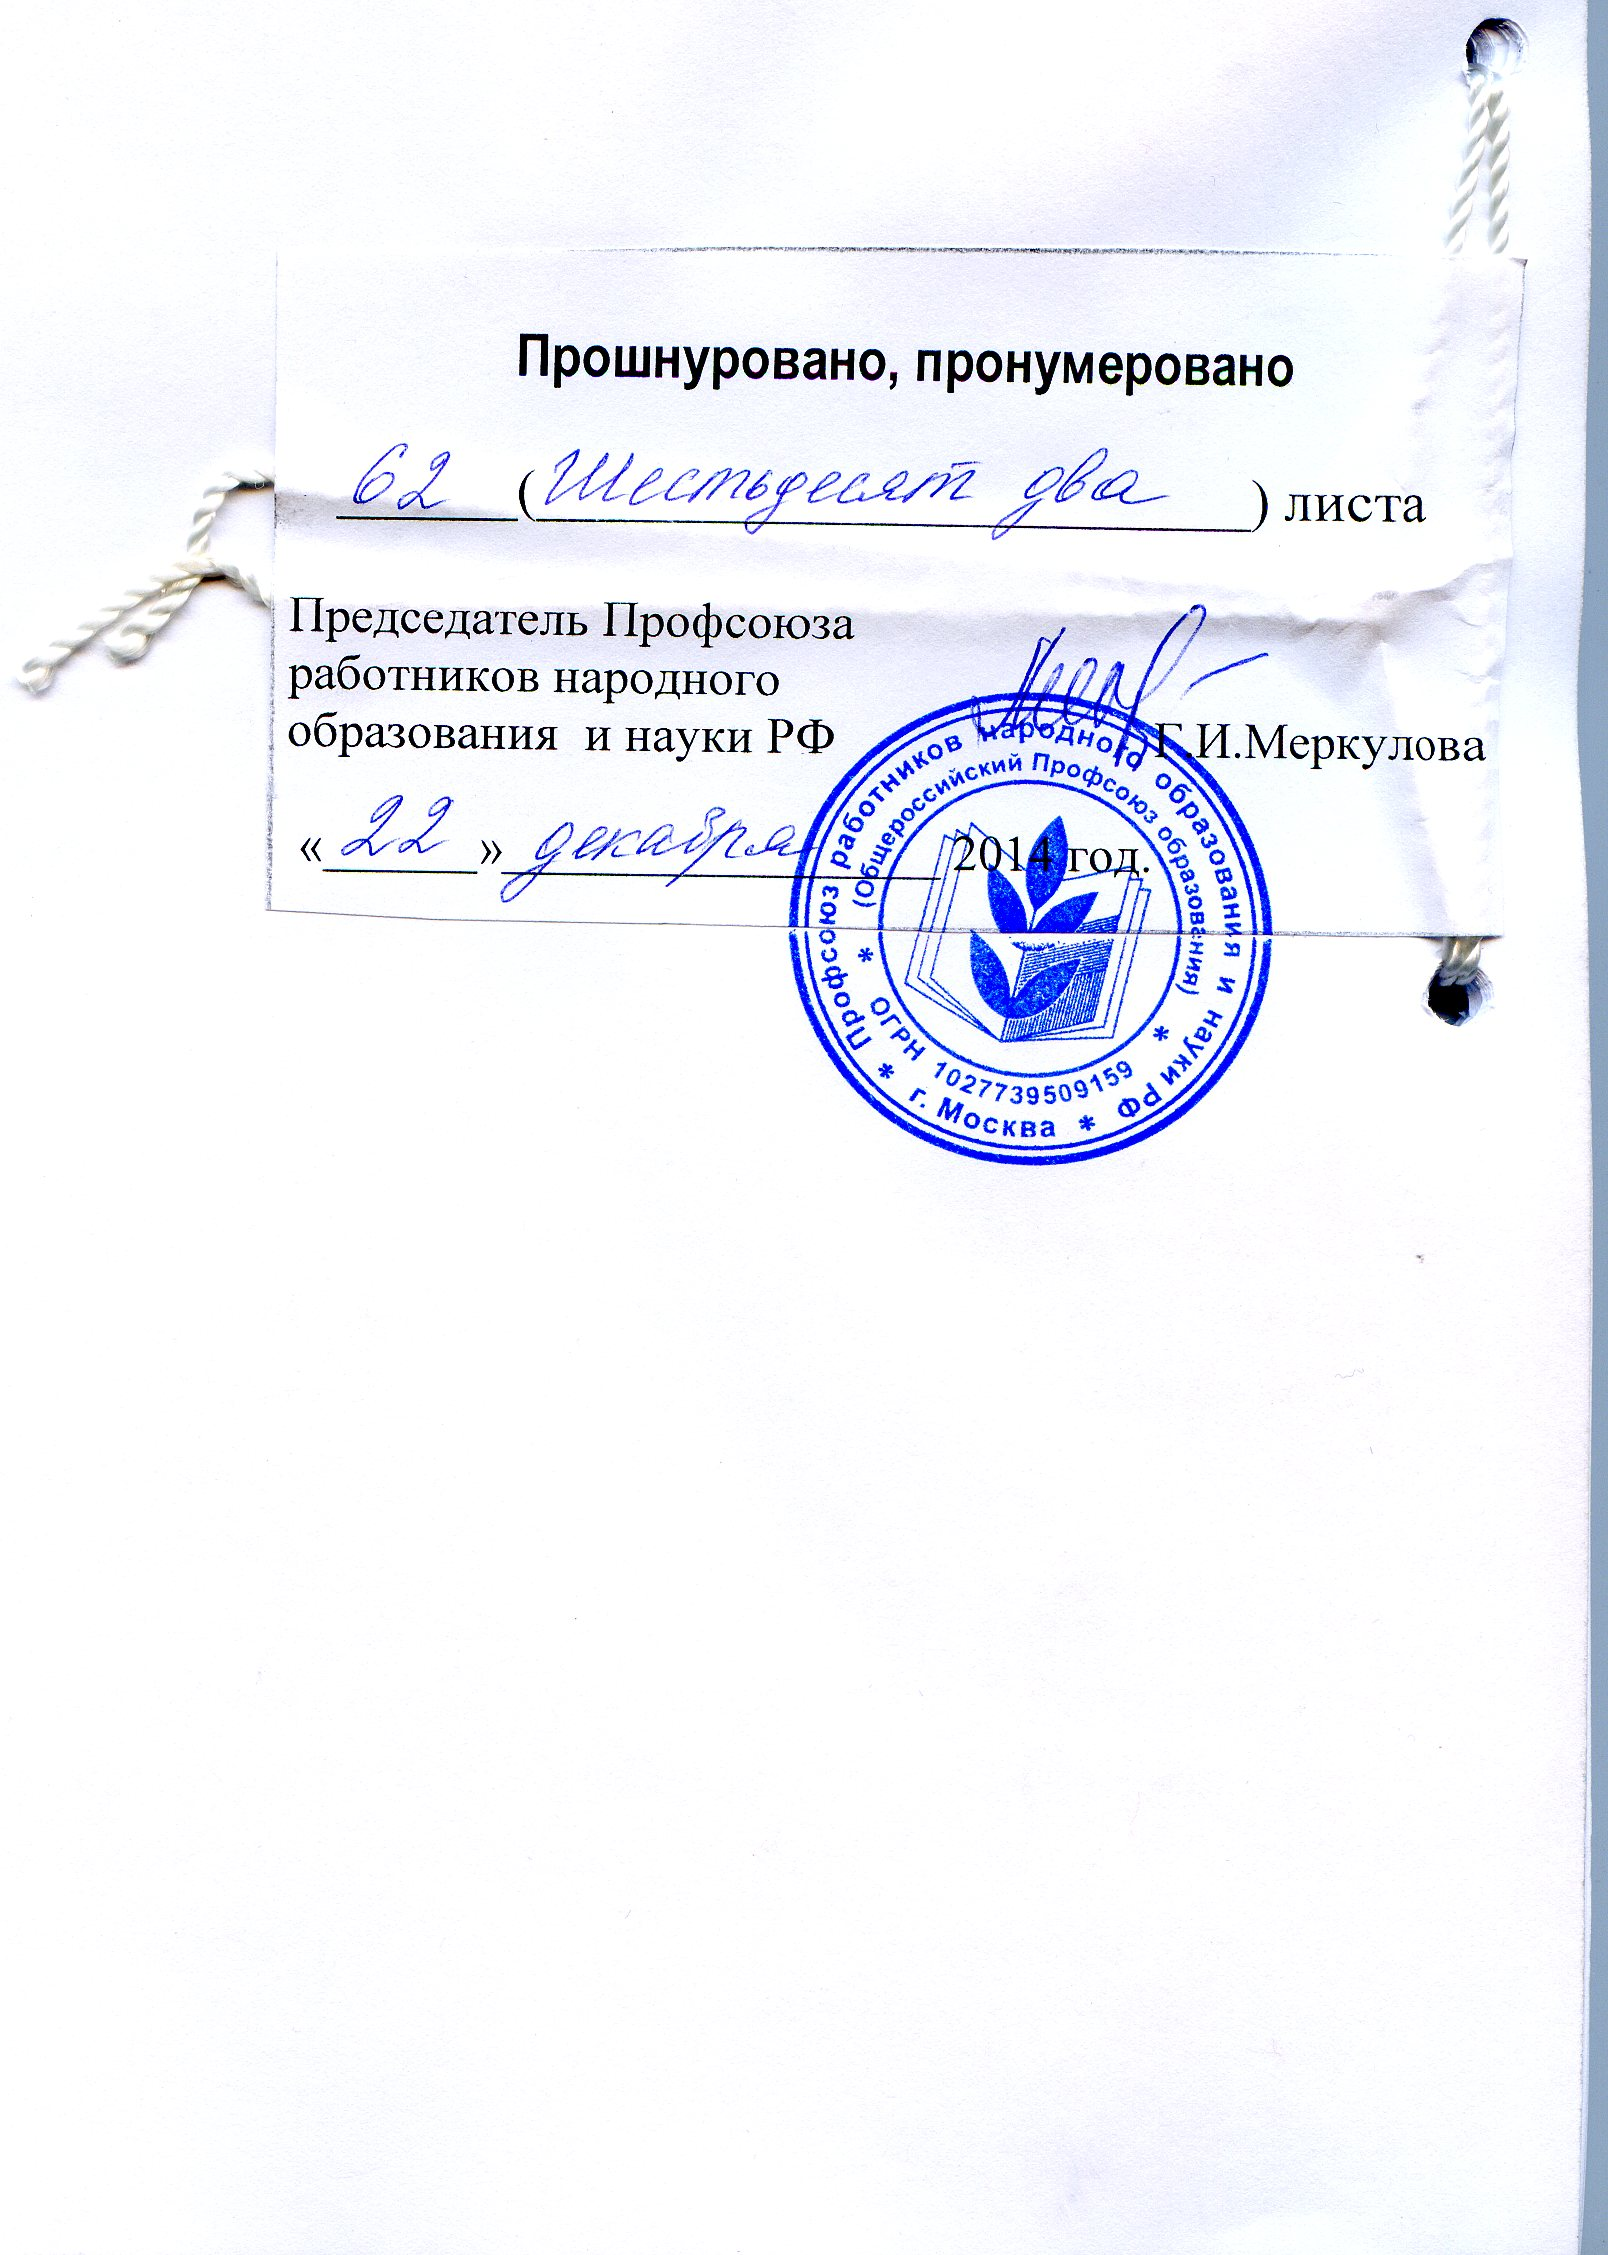 Прошнуровано, пронумеровано
62 (Шестьдесят два) листа
Председатель Профсоюза
работников народного
образования и науки РФ Г.И.Меркулова
«22» декабря 2014 год.
Профсоюз работников народного образования и науки РФ
(Общероссийский Профсоюз образования)
* ОГРН 1027739509159 *
* г. Москва *